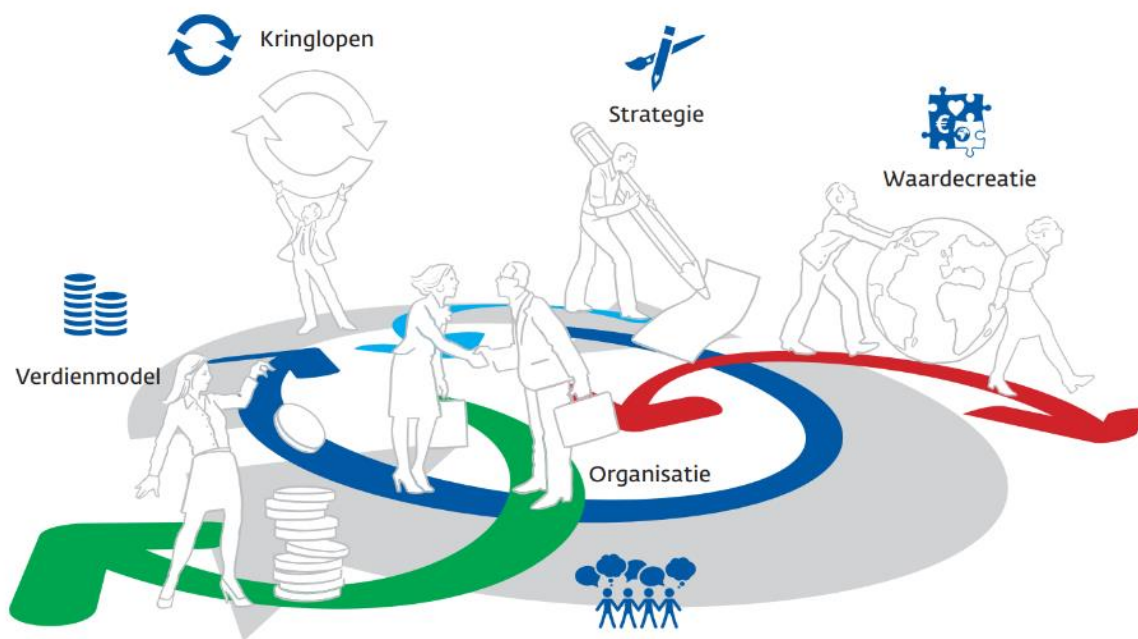 Kringlopen
Strategie
Waardecreatie
Verdienmodel
Organisatie
€